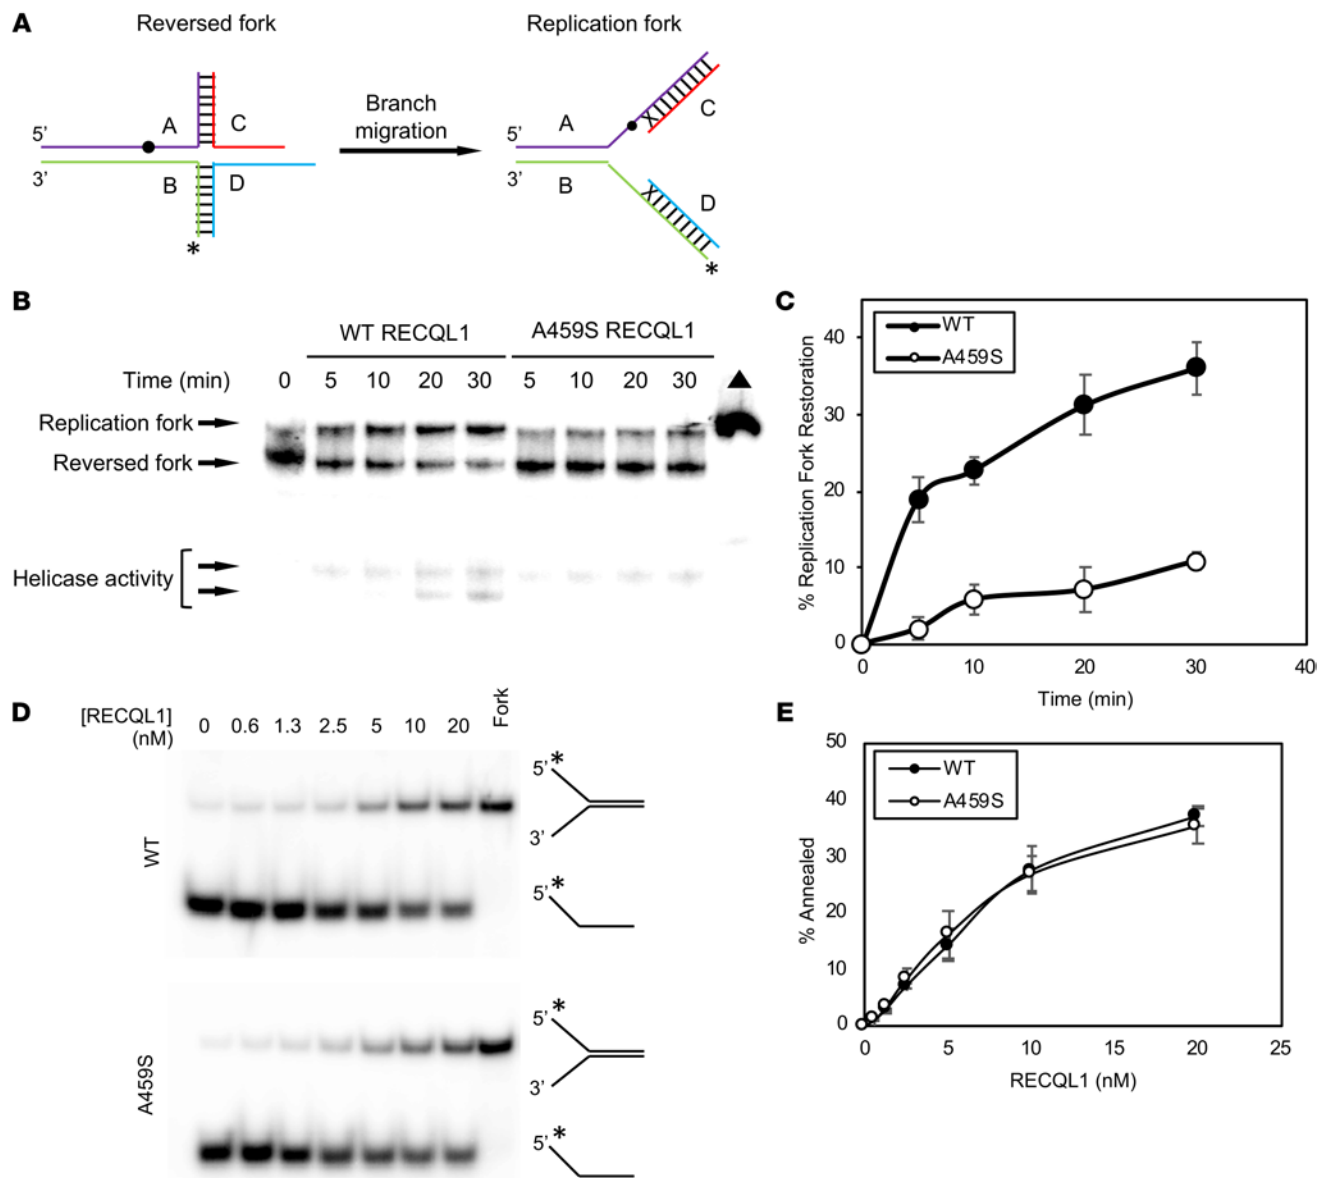 A
Reversed fork
Replication fork
5’
A
C
3’
B
D
*
Branch
migration
5’
A
C
3’
B
D
*
B
WT RECQL1
A459S RECQL1
Time (min)
0 5 10 20 30 5 10 20 30
Replication fork
Reversed fork
Helicase activity
C
WT
A459S
% Replication Fork Restoration
40
30
20
10
0
0 10 20 30 40
Time (min)
D
[RECQL1]
(nM)
0 0.6 1.3 2.5 5 10 20 Fork
WT
5’*
3’
5’*
A459S
5’*
3’
5’*
E
WT
A459S
% Annealed
50
40
30
20
10
0
0 5 10 15 20 25
RECQL1 (nM)